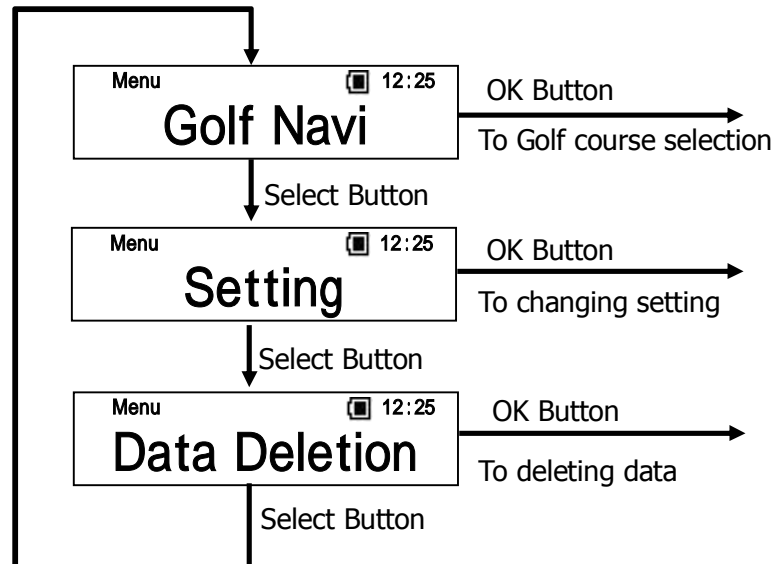 Menu 12:25
Golf Navi
OK Button
To Golf course selection
Select Button
Menu 12:25
Setting
OK Button
To changing setting
Select Button
Menu 12:25
Data Deletion
OK Button
To deleting data
Select Button